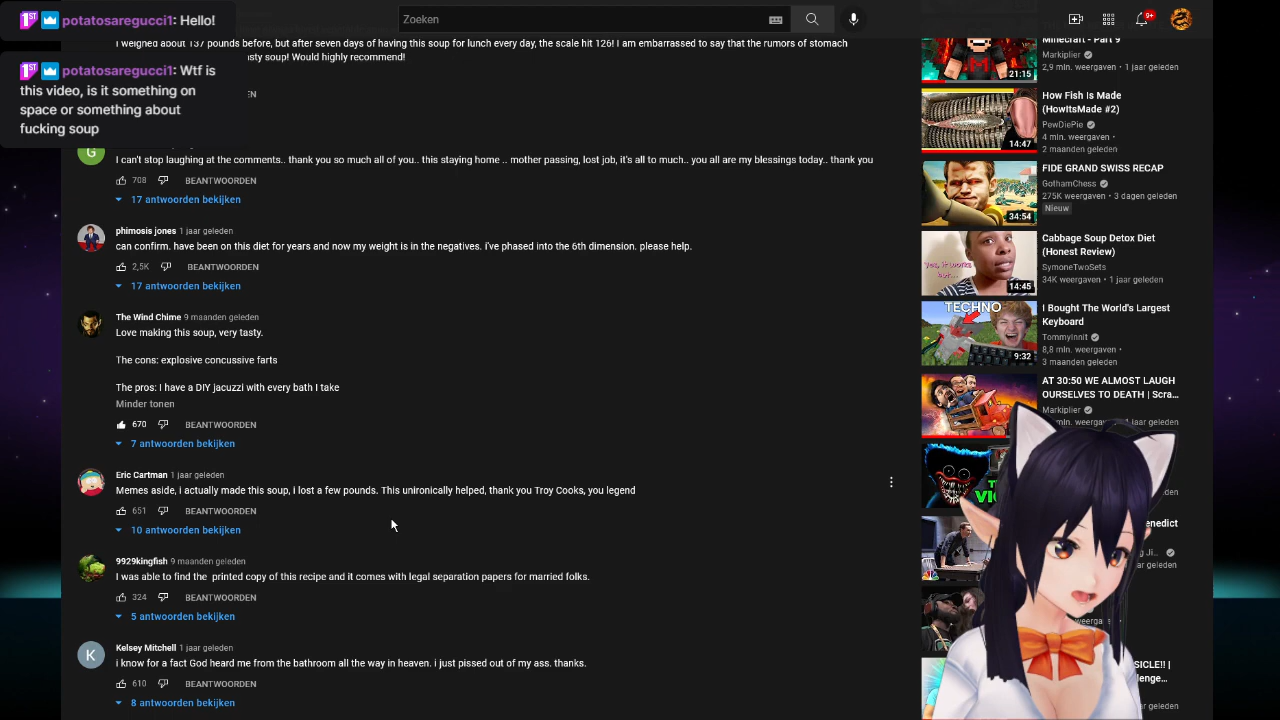 potatosaregucci1: Hello!
potatosaregucci1: Wtf is
this video, is it something on
space or something about
fucking soup
Zoeken
9+
I weighed about 137 pounds before, but after seven days of having this soup for lunch every day, the scale hit 126! I am embarrassed to say that the rumors of stomach
asty soup! Would highly recommend!
EN
G
I can't stop laughing at the comments.. thank you so much all of you.. this staying home .. mother passing, lost job, it's all to much.. you all are my blessings today.. thank you
708 BEANTWOORDEN
17 antwoorden bekijken
phimosis jones 1 jaar geleden
can confirm. have been on this diet for years and now my weight is in the negatives. i've phased into the 6th dimension. please help.
2,5K BEANTWOORDEN
17 antwoorden bekijken
The Wind Chime 9 maanden geleden
Love making this soup, very tasty.
The cons: explosive concussive farts
The pros: I have a DIY jacuzzi with every bath I take
Minder tonen
670 BEANTWOORDEN
7 antwoorden bekijken
Eric Cartman 1 jaar geleden
Memes aside, i actually made this soup, i lost a few pounds. This unironically helped, thank you Troy Cooks, you legend
651 BEANTWOORDEN
10 antwoorden bekijken
9929kingfish 9 maanden geleden
I was able to find the printed copy of this recipe and it comes with legal separation papers for married folks.
324 BEANTWOORDEN
5 antwoorden bekijken
K
Kelsey Mitchell 1 jaar geleden
i know for a fact God heard me from the bathroom all the way in heaven. i just pissed out of my ass. thanks.
610 BEANTWOORDEN
8 antwoorden bekijken
Minecraft - Part 9
Markiplier
2,9 mln. weergaven • 1 jaar geleden
21:15
How Fish Is Made
(HowItsMade #2)
PewDiePie
4 mln. weergaven •
2 maanden geleden
14:47
FIDE GRAND SWISS RECAP
GothamChess
275K weergaven • 3 dagen geleden
Nieuw
34:54
Cabbage Soup Detox Diet
(Honest Review)
SymoneTwoSets
34K weergaven • 1 jaar geleden
Yes, it works
but...
14:45
I Bought The World's Largest
Keyboard
TommyInnit
8,8 mln. weergaven •
3 maanden geleden
TECHNO
9:32
AT 30:50 WE ALMOST LAUGH
OURSELVES TO DEATH | Scra...
Markiplier
geleden
enedict
Ji...
geleden
geleden
SICLE!! |
lenge...
geleden